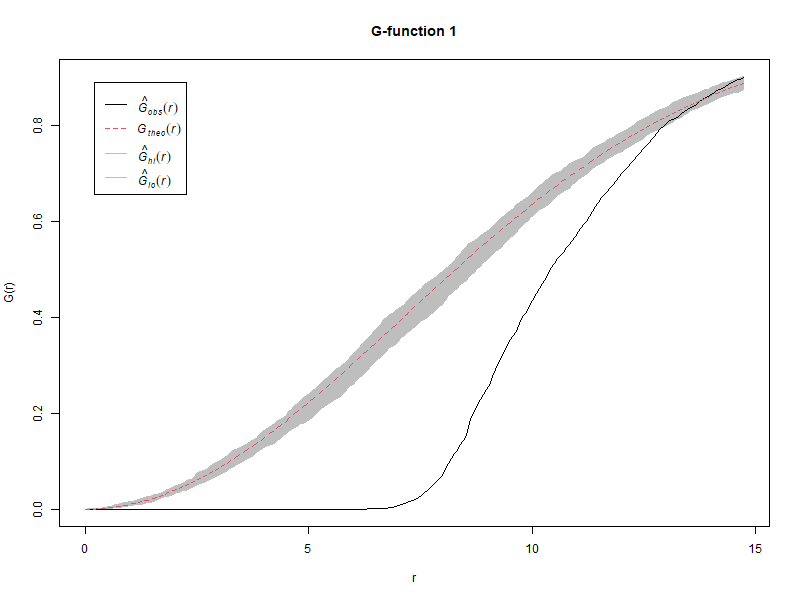 G-function 1
Ĝobs(r)
Gtheo(r)
Ĝhi(r)
Ĝlo(r)
G(r)
0.8
0.6
0.4
0.2
0.0
0 5 10 15
r